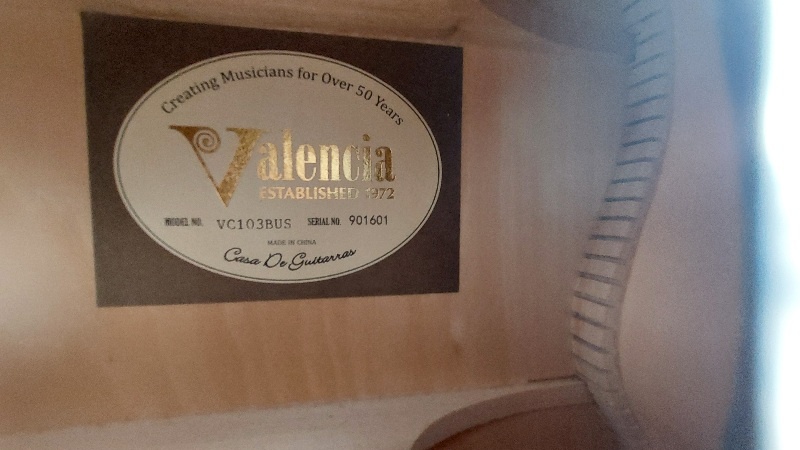 Creating Musicians for Over 50 Years
Valencia
ESTABLISHED 1972
MODEL NO. VC103BUS SERIAL NO. 901601
MADE IN CHINA
Casa De Guitarras